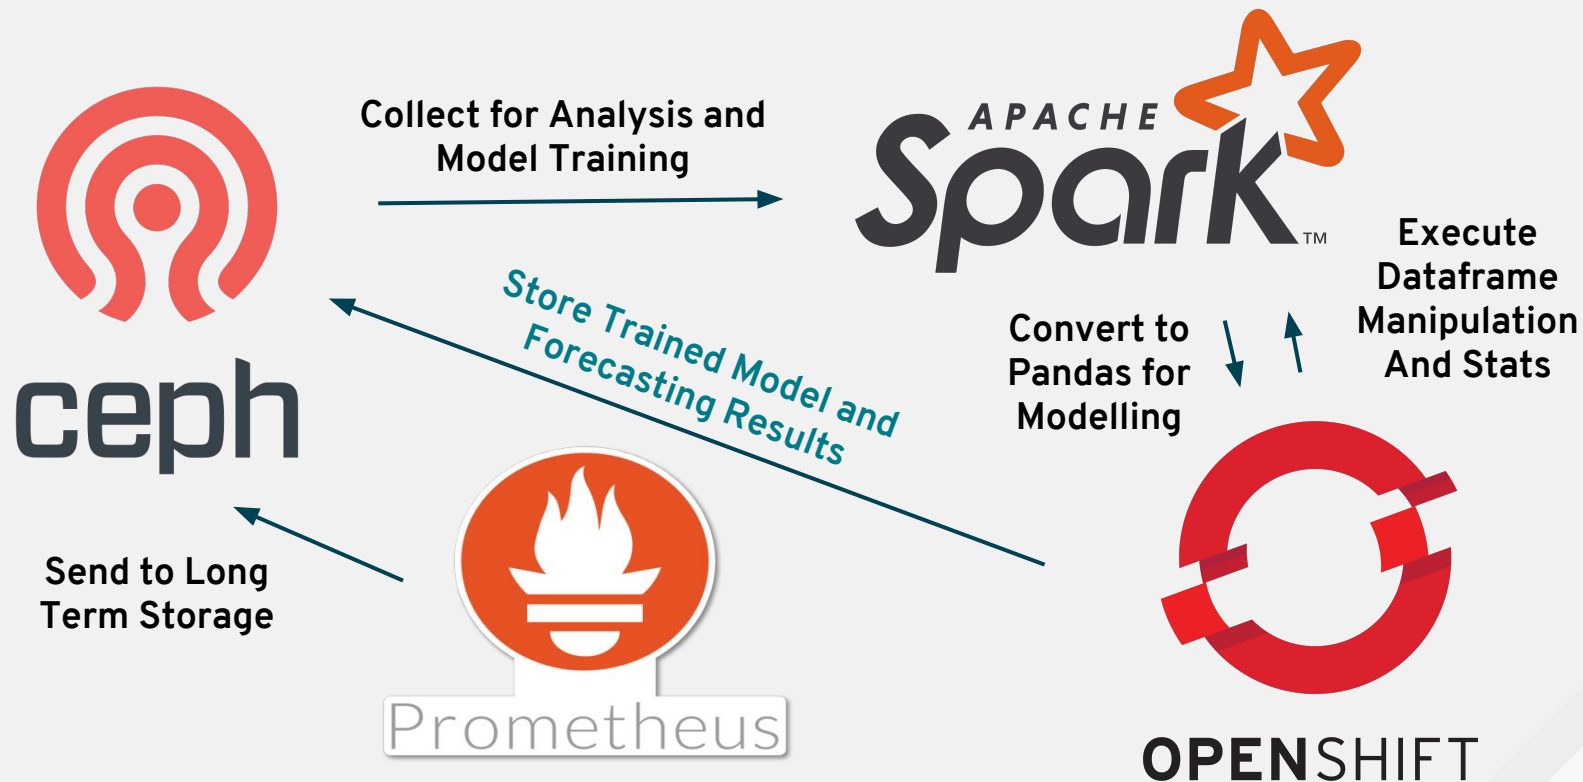 Collect for Analysis and
Model Training
APACHE
Spark
TM
Execute
Dataframe
Manipulation
And Stats
Store Trained Model and
Forecasting Results
Convert to
Pandas for
Modelling
ceph
Send to Long
Term Storage
Prometheus
OPENSHIFT